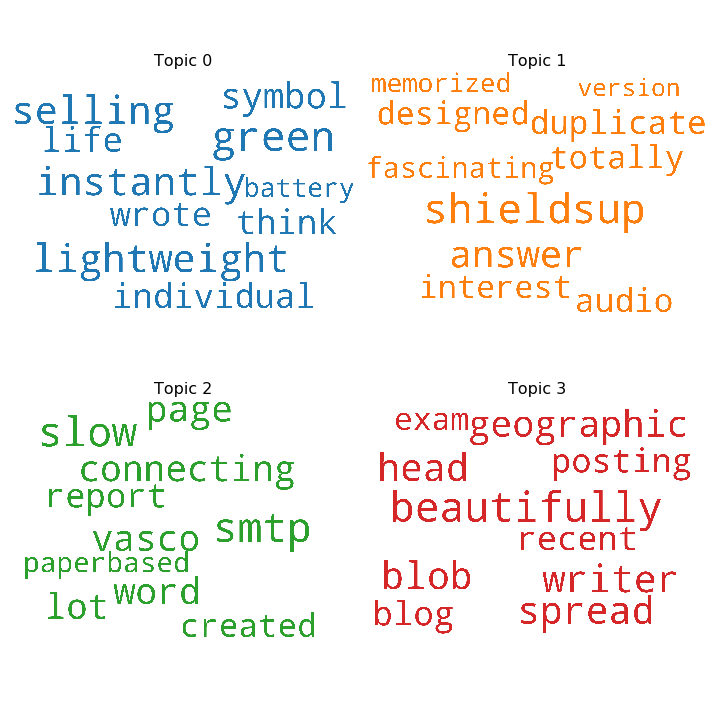 Topic 0
selling symbol
life green
instantly battery
wrote think
lightweight
individual
Topic 1
memorized version
designed duplicate
fascinating totally
shieldsup
answer
interest audio
Topic 2
page
slow
connecting
report
vasco smtp
paperbased
word
lot
created
Topic 3
exam geographic
head posting
beautifully
recent
blob writer
blog spread